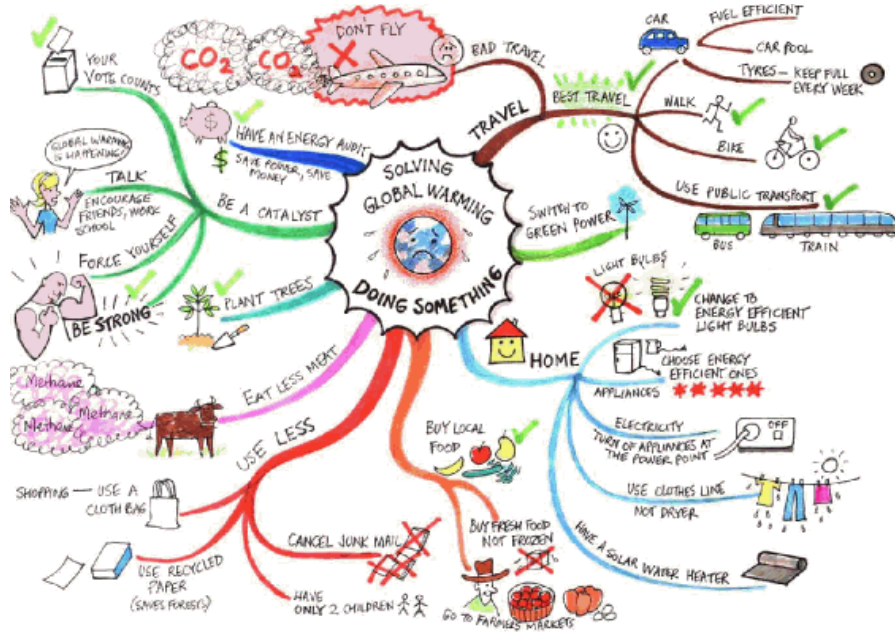 SOLVING
GLOBAL WARMING
DOING SOMETHING
TRAVEL
BAD TRAVEL
DON'T FLY
CO2
CO2
BEST TRAVEL
CAR
FUEL EFFICIENT
CAR POOL
TYRES — KEEP FULL
EVERY WEEK
WALK
BIKE
USE PUBLIC TRANSPORT
BUS
TRAIN
SWITCH TO
GREEN POWER
HOME
LIGHT BULBS
CHANGE TO
ENERGY EFFICIENT
LIGHT BULBS
APPLIANCES
CHOOSE ENERGY
EFFICIENT ONES
ELECTRICITY
TURN OF APPLIANCES AT
THE POWER POINT
OFF
USE CLOTHES LINE
NOT DRYER
HAVE A SOLAR WATER HEATER
BUY LOCAL
FOOD
BUY FRESH FOOD
NOT FROZEN
GO TO FARMERS MARKETS
USE LESS
SHOPPING — USE A
CLOTH BAG
USE RECYCLED
PAPER
(SAVES FORESTS)
CANCEL JUNK MAIL
HAVE
ONLY 2 CHILDREN
EAT LESS MEAT
Methane
Methane
Methane
PLANT TREES
BE A CATALYST
YOUR
VOTE COUNTS
TALK
ENCOURAGE
FRIENDS, WORK
SCHOOL
GLOBAL WARMING
IS HAPPENING!
FORCE YOURSELF
BE STRONG
HAVE AN ENERGY AUDIT
SAVE POWER, SAVE
MONEY
$
$